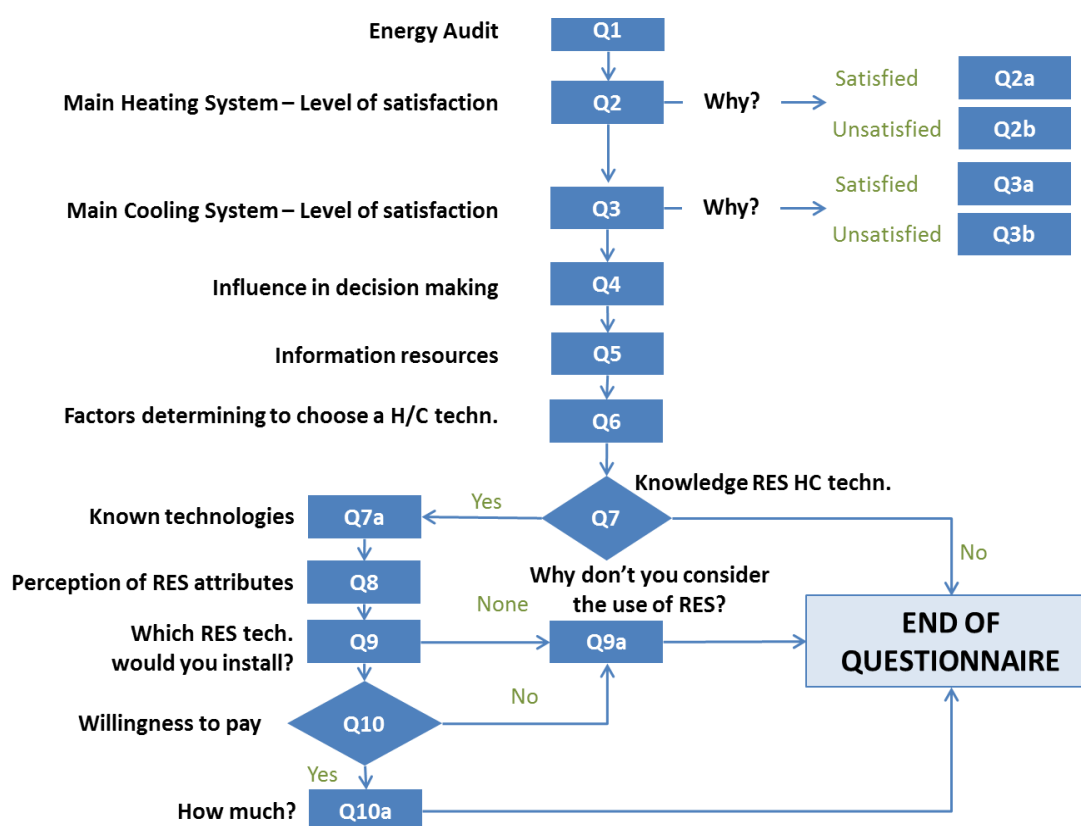 Energy Audit
Q1
Main Heating System – Level of satisfaction
Q2
Why?
Satisfied
Q2a
Unsatisfied
Q2b
Main Cooling System – Level of satisfaction
Q3
Why?
Satisfied
Q3a
Unsatisfied
Q3b
Influence in decision making
Q4
Information resources
Q5
Factors determining to choose a H/C techn.
Q6
Knowledge RES HC techn.
Q7
Yes
No
Known technologies
Q7a
Perception of RES attributes
Q8
Why don’t you consider
the use of RES?
None
Which RES tech.
would you install?
Q9
Q9a
END OF
QUESTIONNAIRE
Willingness to pay
Q10
No
Yes
How much?
Q10a